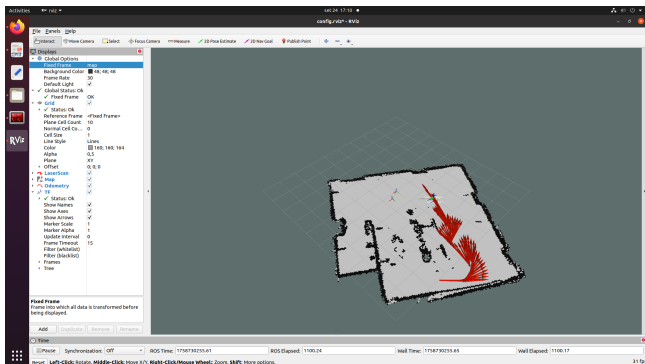 Activities
rviz
set 24 17:10
config.rviz* - RViz
File Panels Help
Interact Move Camera Select Focus Camera Measure 2D Pose Estimate 2D Nav Goal Publish Point
Displays
Global Options
Fixed Frame map
Background Color 48; 48; 48
Frame Rate 30
Default Light
Global Status: Ok
Fixed Frame OK
Grid
Status: Ok
Reference Frame <Fixed Frame>
Plane Cell Count 10
Normal Cell Co... 0
Cell Size 1
Line Style Lines
Color 160; 160; 164
Alpha 0,5
Plane XY
Offset 0; 0; 0
LaserScan
Map
Odometry
TF
Status: Ok
Show Names
Show Axes
Show Arrows
Marker Scale 1
Marker Alpha 1
Update Interval 0
Frame Timeout 15
Filter (whitelist)
Filter (blacklist)
Frames
Tree
RViz
Fixed Frame
Frame into which all data is transformed before
being displayed.
Add Duplicate Remove Rename
Time
Pause Synchronization: Off ROS Time: 1758730255.61 ROS Elapsed: 1100.24 Wall Time: 1758730255.65 Wall Elapsed: 1100.17
Reset Left-Click: Rotate. Middle-Click: Move X/Y. Right-Click/Mouse Wheel: Zoom. Shift: More options. 31 fp